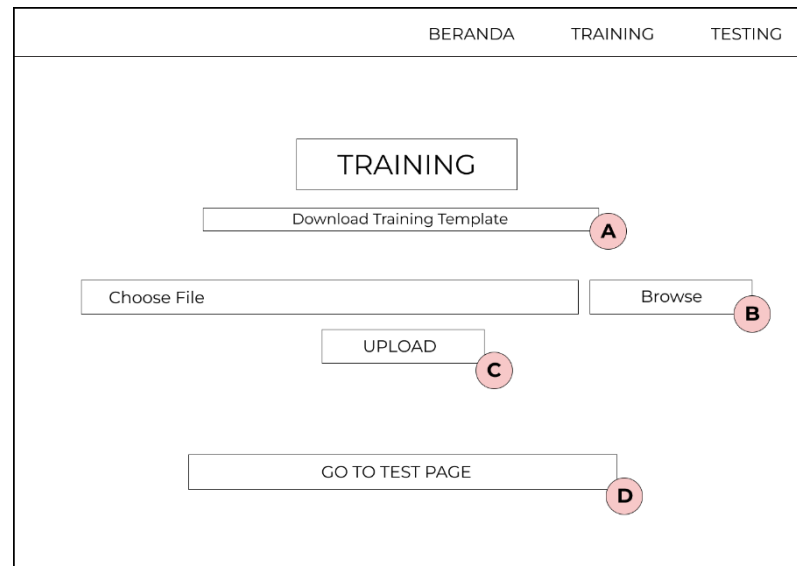 BERANDA TRAINING TESTING
TRAINING
Download Training Template
A
Choose File
Browse
B
UPLOAD
C
GO TO TEST PAGE
D